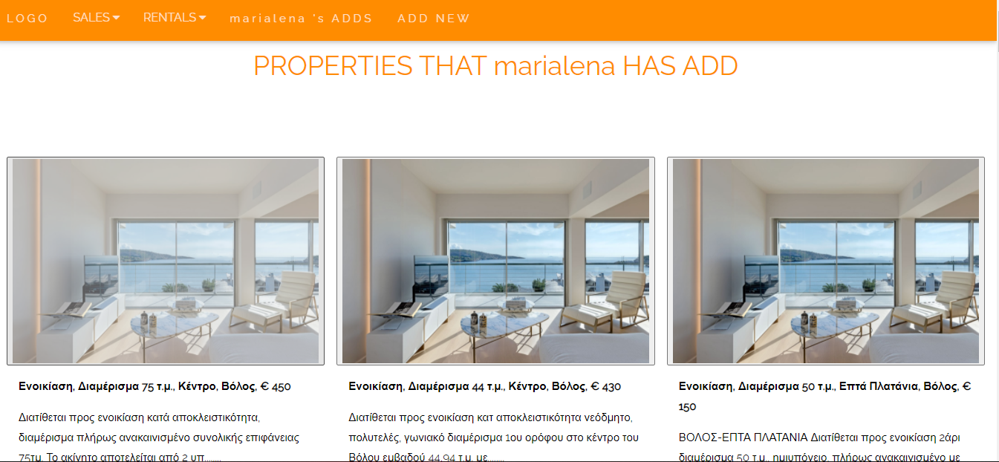 LOGO SALES RENTALS marialena 's ADDS ADD NEW
PROPERTIES THAT marialena HAS ADD
Ενοικίαση, Διαμέρισμα 75 τ.μ., Κέντρο, Βόλος, € 450
Διατίθεται προς ενοικίαση κατά αποκλειστικότητα,
διαμέρισμα πλήρως ανακαινισμένο συνολικής επιφάνειας
75τμ. Το ακίνητο αποτελείται από 2 υπ........
Ενοικίαση, Διαμέρισμα 44 τ.μ., Κέντρο, Βόλος, € 430
Διατίθεται προς ενοικίαση κατ αποκλειστικότητα νεόδμητο,
πολυτελές, γωνιακό διαμέρισμα 1ου ορόφου στο κέντρο του
Βόλου εμβαδού 44,94 τ.μ. με........
Ενοικίαση, Διαμέρισμα 50 τ.μ., Επτά Πλατάνια, Βόλος, €
150
ΒΟΛΟΣ-ΕΠΤΑ ΠΛΑΤΑΝΙΑ Διατίθεται προς ενοικίαση 2άρι
διαμέρισμα 50 τ.μ., ημιυπόγειο, πλήρως ανακαινισμένο με